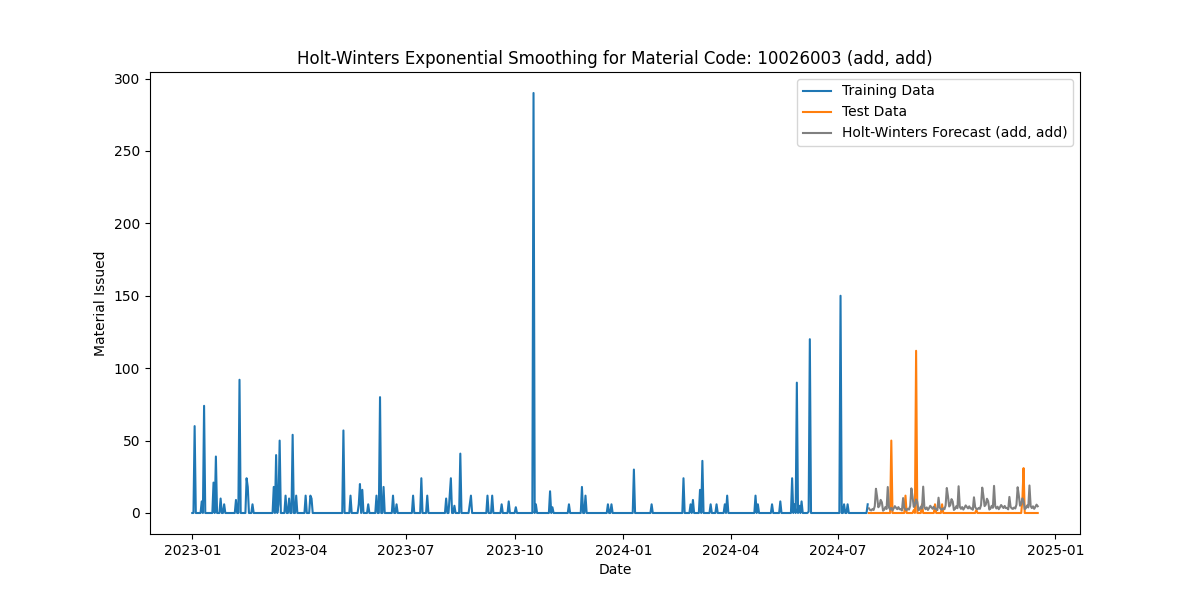 Holt-Winters Exponential Smoothing for Material Code: 10026003 (add, add)
Training Data
Test Data
Holt-Winters Forecast (add, add)
Material Issued
300
250
200
150
100
50
0
2023-01
2023-04
2023-07
2023-10
2024-01
2024-04
2024-07
2024-10
2025-01
Date